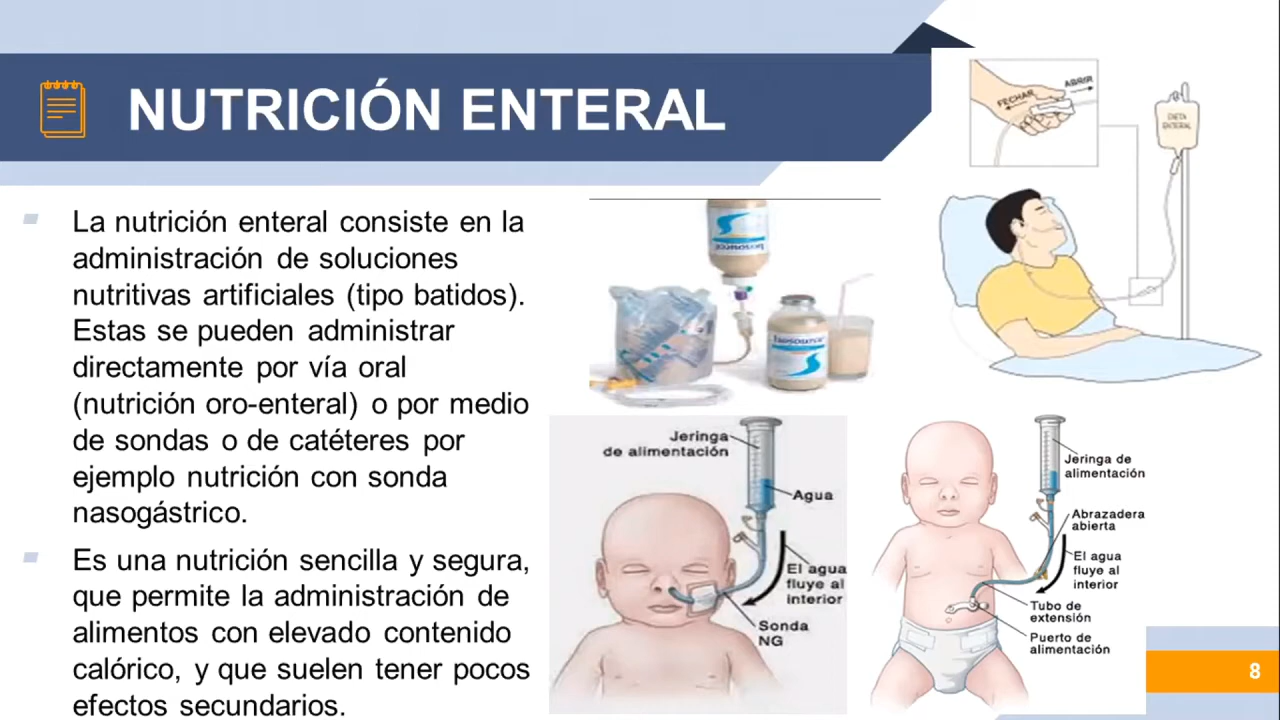 NUTRICIÓN ENTERAL
La nutrición enteral consiste en la
administración de soluciones
nutritivas artificiales (tipo batidos).
Estas se pueden administrar
directamente por vía oral
(nutrición oro-enteral) o por medio
de sondas o de catéteres por
ejemplo nutrición con sonda
nasogástrico.
Es una nutrición sencilla y segura,
que permite la administración de
alimentos con elevado contenido
calórico, y que suelen tener pocos
efectos secundarios.
FECHAR
ABRIR
DIETA
ENTERAL
Isosource
Isosource
Jeringa
de alimentación
Agua
El agua
fluye al
interior
Sonda
NG
Jeringa de
alimentación
Abrazadera
abierta
El agua
fluye al
interior
Tubo de
extensión
Puerto de
alimentación
8